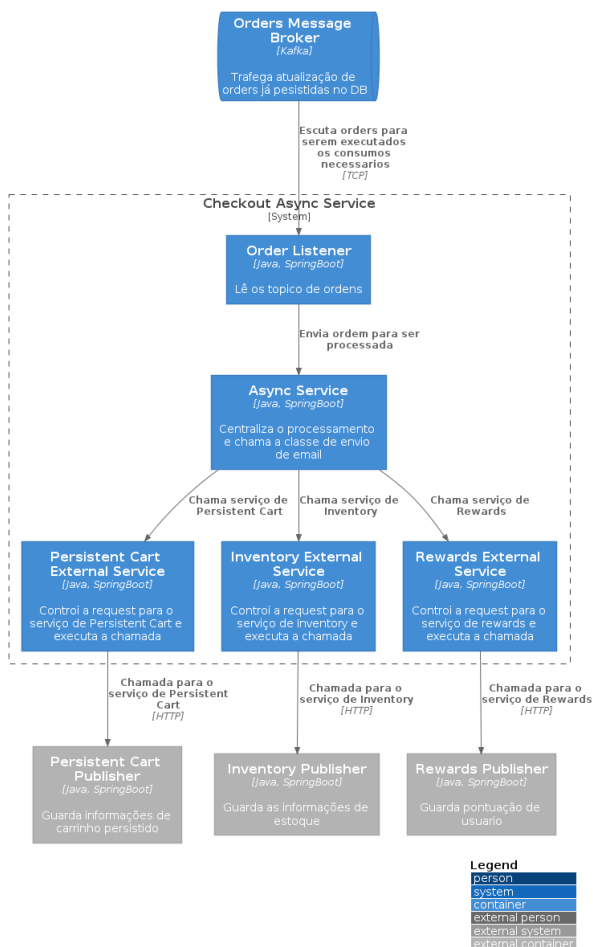 Orders Message
Broker
[Kafka]
Trafega atualização de
orders já pesistidas no DB
Escuta orders para
serem executados
os consumos
necessarios
[TCP]
Checkout Async Service
[System]
Order Listener
[Java, SpringBoot]
Lê os topico de ordens
Envia ordem para ser
processada
Async Service
[Java, SpringBoot]
Centraliza o processamento
e chama a classe de envio
de email
Chama serviço de
Persistent Cart
Chama serviço de
Inventory
Chama serviço de
Rewards
Persistent Cart
External Service
[Java, SpringBoot]
Controi a request para o
serviço de Persistent Cart e
executa a chamada
Inventory External
Service
[Java, SpringBoot]
Controi a request para o
serviço de Inventory e
executa a chamada
Rewards External
Service
[Java, SpringBoot]
Controi a request para o
serviço de rewards e
executa a chamada
Chamada para o
serviço de Persistent
Cart
[HTTP]
Chamada para o
serviço de Inventory
[HTTP]
Chamada para o
serviço de Rewards
[HTTP]
Persistent Cart
Publisher
[Java, SpringBoot]
Guarda informações de
carrinho persistido
Inventory Publisher
[Java, SpringBoot]
Guarda as informações de
estoque
Rewards Publisher
[Java, SpringBoot]
Guarda pontuação de
usuario
Legend
person
system
container
external person
external system
external container